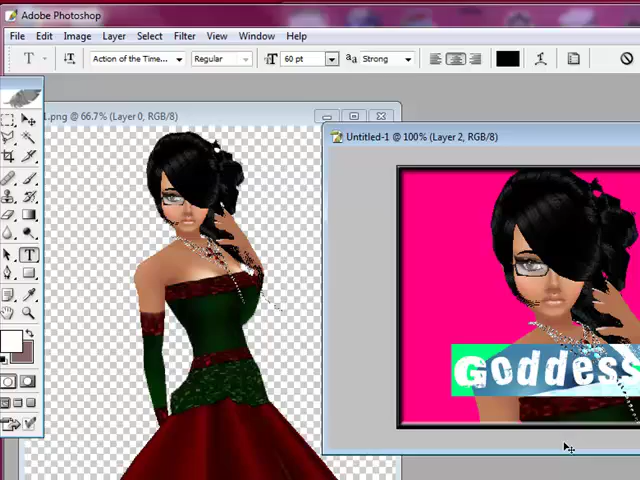 Adobe Photoshop
File Edit Image Layer Select Filter View Window Help
T T Action of the Time... Regular T 60 pt aa Strong
1.png @ 66.7% (Layer 0, RGB/8)
Untitled-1 @ 100% (Layer 2, RGB/8)
Goddess